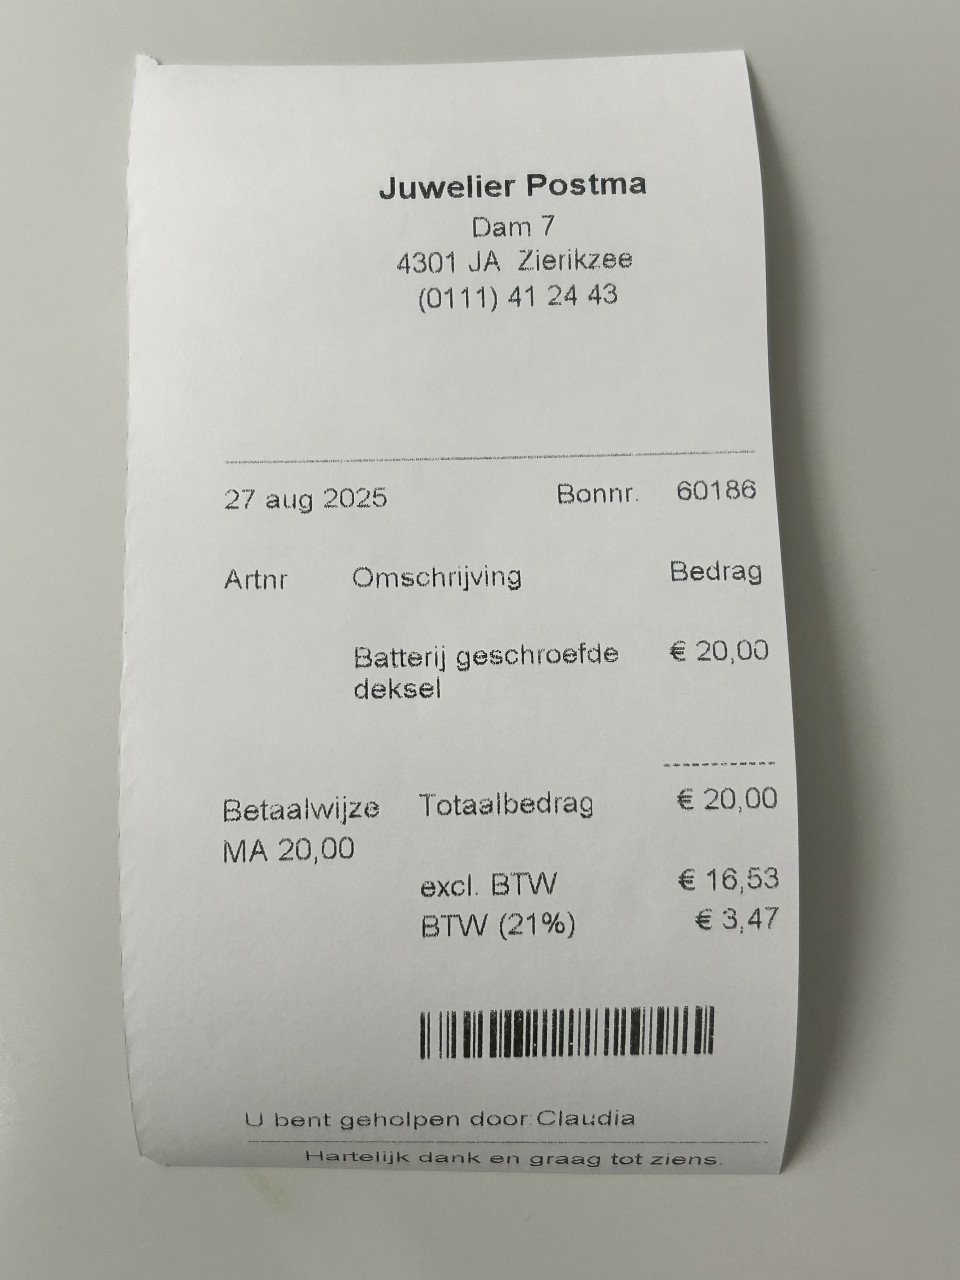 Juwelier Postma
Dam 7
4301 JA Zierikzee
(0111) 41 24 43
27 aug 2025 Bonnr. 60186
Artnr Omschrijving Bedrag
Batterij geschroefde € 20,00
deksel
Betaalwijze Totaalbedrag € 20,00
MA 20,00
excl. BTW € 16,53
BTW (21%) € 3,47
U bent geholpen door: Claudia
Hartelijk dank en graag tot ziens.